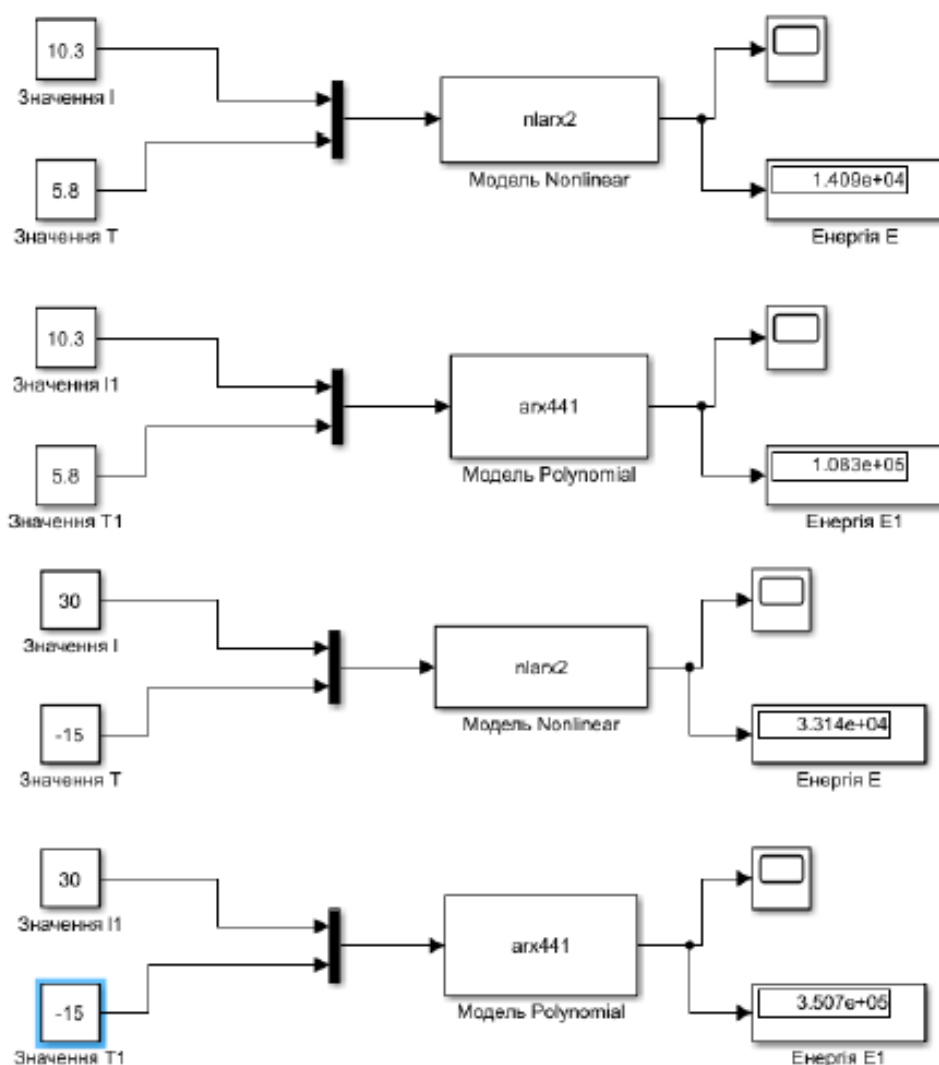 10.3
Значення I
nlarx2
Модель Nonlinear
5.8
Значення T
1.409e+04
Енергія E
10.3
Значення I1
arx441
Модель Polynomial
5.8
Значення T1
1.083e+05
Енергія E1
30
Значення I
nlarx2
Модель Nonlinear
-15
Значення T
3.314e+04
Енергія E
30
Значення I1
arx441
Модель Polynomial
-15
Значення T1
3.507e+05
Енергія E1